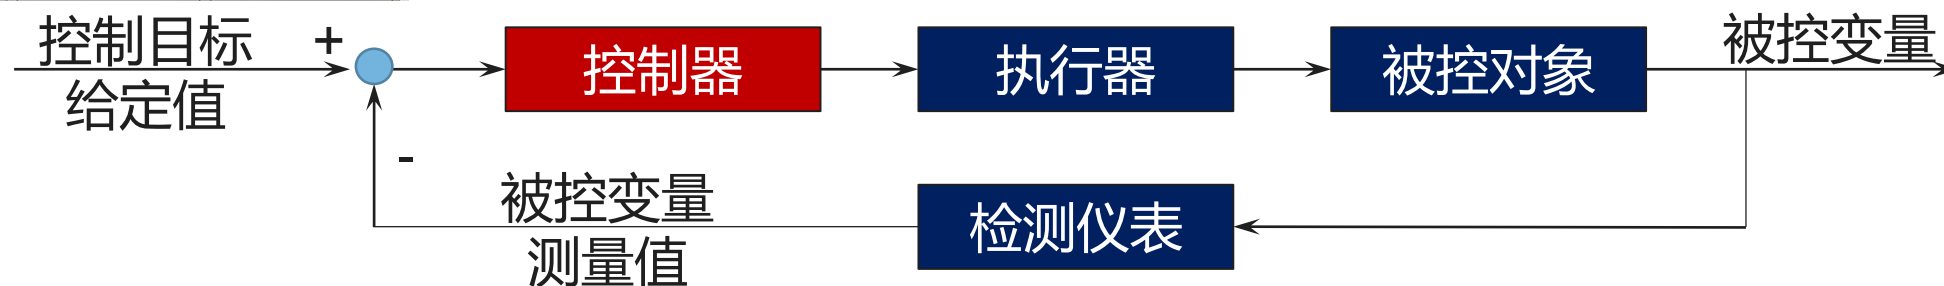 控制目标
给定值
+
控制器
执行器
被控对象
被控变量
-
被控变量
测量值
检测仪表